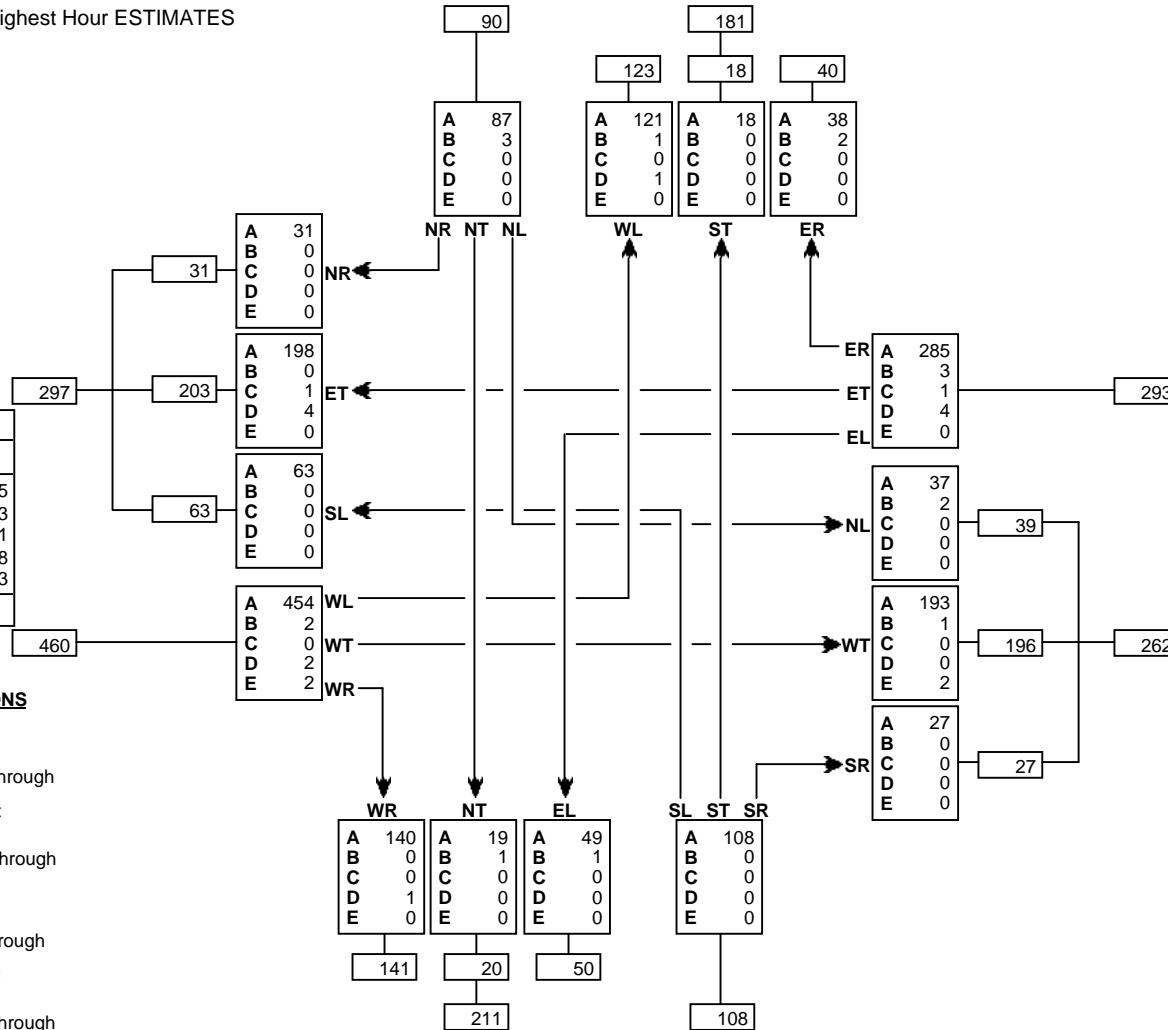 ighest Hour ESTIMATES
90
181
123
18
40
A 87
B 3
C 0
D 0
E 0
A 121
B 1
C 0
D 1
E 0
A 18
B 0
C 0
D 0
E 0
A 38
B 2
C 0
D 0
E 0
NR NT NL
WL
ST
ER
A 31
B 0
C 0
D 0
E 0
31
NR
A 198
B 0
C 1
D 4
E 0
297
203
ET
A 63
B 0
C 0
D 0
E 0
63
SL
ER
ET
EL
A 285
B 3
C 1
D 4
E 0
293
A 37
B 2
C 0
D 0
E 0
NL
39
5
3
1
8
3
A 454
B 2
C 0
D 2
E 2
WL
WT
WR
460
A 193
B 1
C 0
D 0
E 2
WT
196
262
A 27
B 0
C 0
D 0
E 0
SR
27
NS
hrough
hrough
rough
hrough
WR
NT
EL
SL ST SR
A 140
B 0
C 0
D 1
E 0
A 19
B 1
C 0
D 0
E 0
A 49
B 1
C 0
D 0
E 0
A 108
B 0
C 0
D 0
E 0
141
20
50
211
108